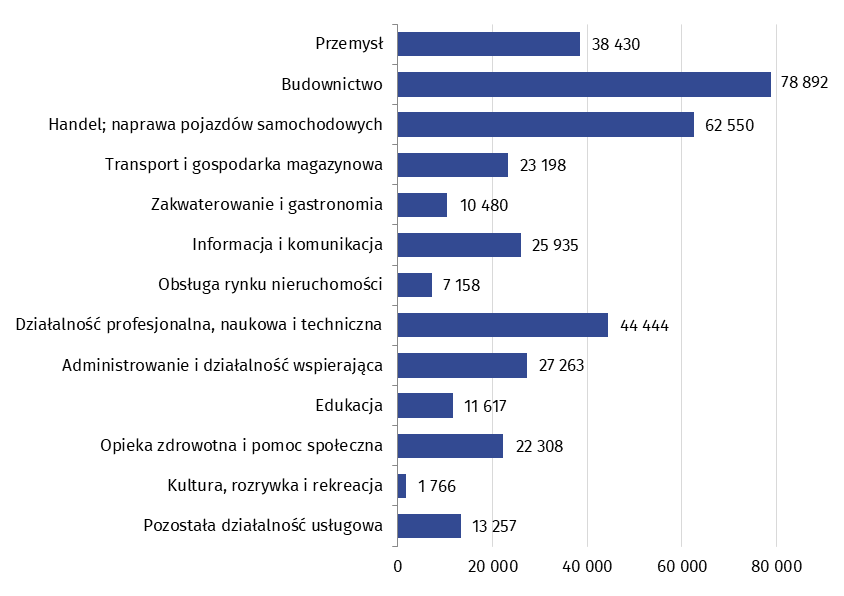 Przemysł 38 430
Budownictwo 78 892
Handel; naprawa pojazdów samochodowych 62 550
Transport i gospodarka magazynowa 23 198
Zakwaterowanie i gastronomia 10 480
Informacja i komunikacja 25 935
Obsługa rynku nieruchomości 7 158
Działalność profesjonalna, naukowa i techniczna 44 444
Administrowanie i działalność wspierająca 27 263
Edukacja 11 617
Opieka zdrowotna i pomoc społeczna 22 308
Kultura, rozrywka i rekreacja 1 766
Pozostała działalność usługowa 13 257
0 20 000 40 000 60 000 80 000